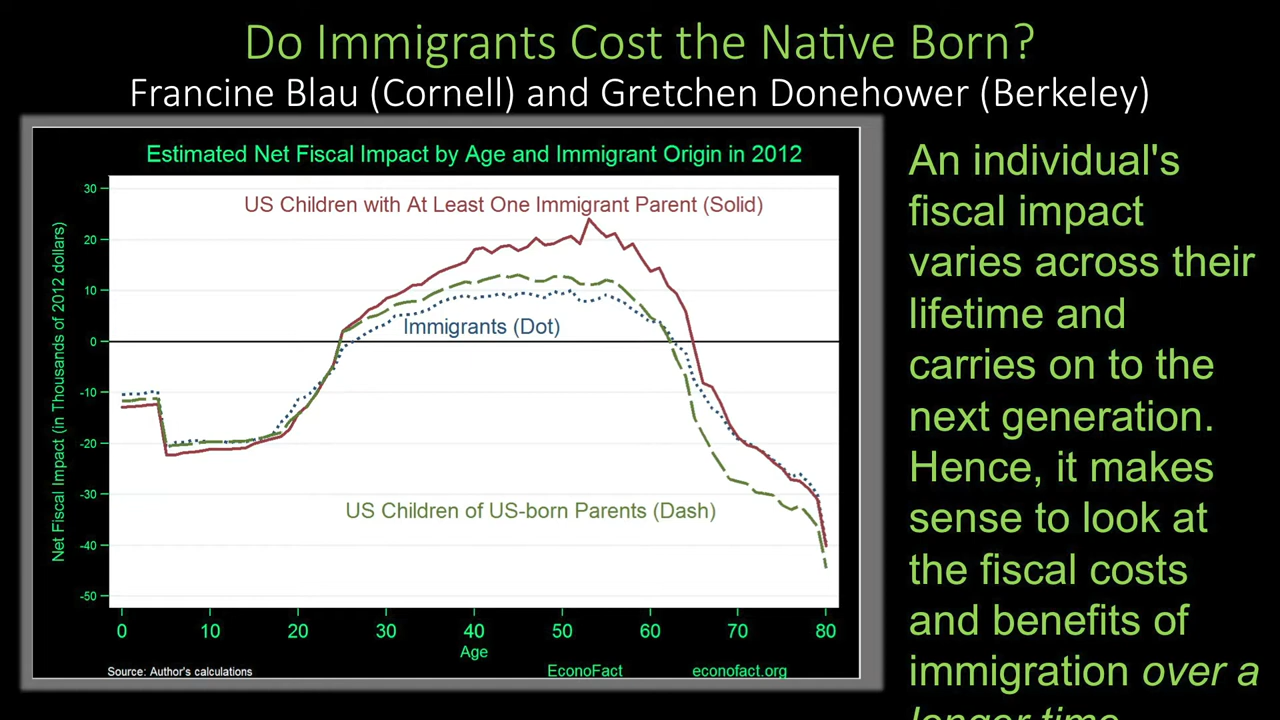 Do Immigrants Cost the Native Born?
Francine Blau (Cornell) and Gretchen Donehower (Berkeley)
Estimated Net Fiscal Impact by Age and Immigrant Origin in 2012
Net Fiscal Impact (in Thousands of 2012 dollars)
30
20
10
0
-10
-20
-30
-40
-50
US Children with At Least One Immigrant Parent (Solid)
Immigrants (Dot)
US Children of US-born Parents (Dash)
0 10 20 30 40 50 60 70 80
Age
Source: Author's calculations
EconoFact
econofact.org
An individual's
fiscal impact
varies across their
lifetime and
carries on to the
next generation.
Hence, it makes
sense to look at
the fiscal costs
and benefits of
immigration over a
longer time